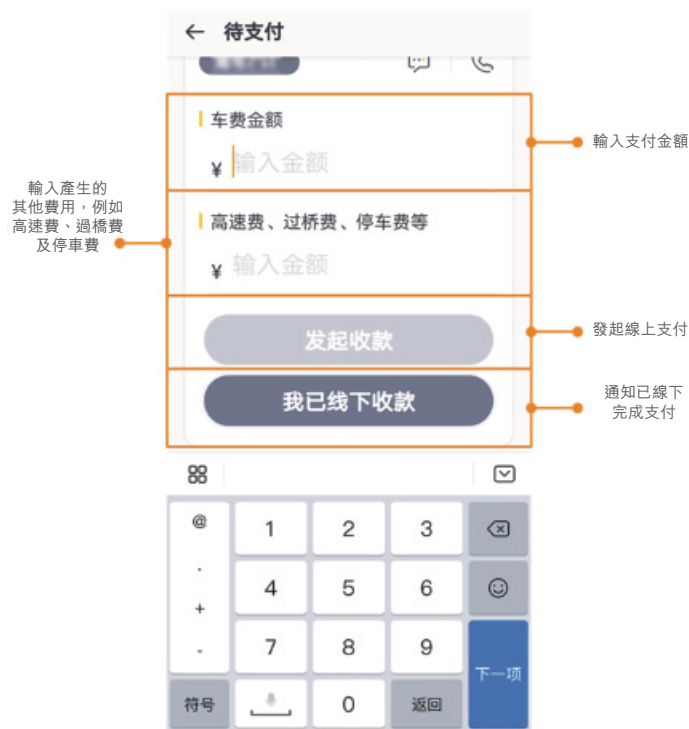 待支付
车费金额
¥ 输入金额
輸入支付金額
輸入產生的
其他費用，例如
高速費、過橋費
及停車費
高速费、过桥费、停车费等
¥ 输入金额
发起收款
發起線上支付
我已线下收款
通知已線下
完成支付
@ 1 2 3
. 4 5 6
+
- 7 8 9
下一项
符号 0 返回